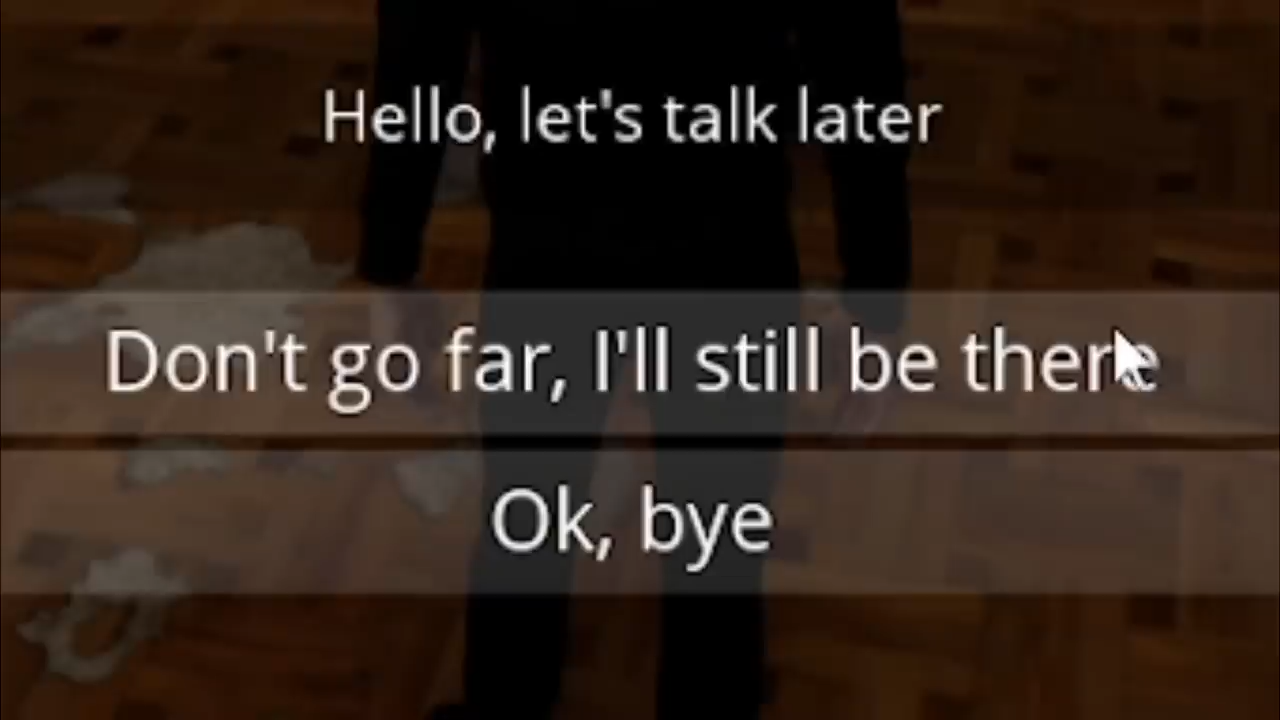 Hello, let's talk later
Don't go far, I'll still be there
Ok, bye